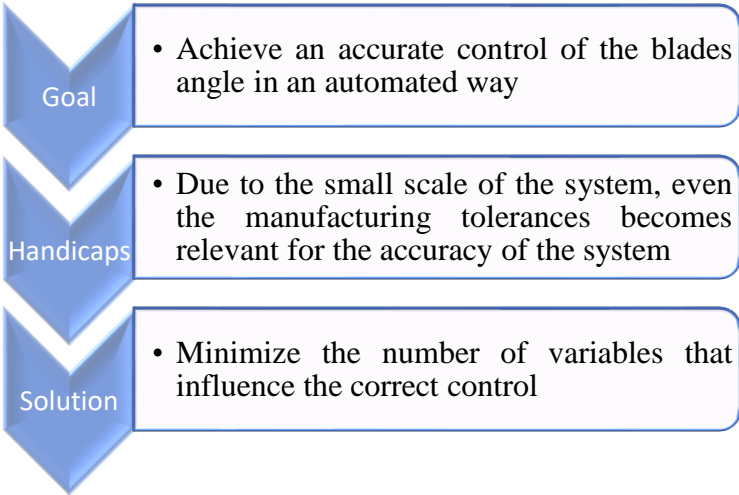 Goal
• Achieve an accurate control of the blades
angle in an automated way
Handicaps
• Due to the small scale of the system, even
the manufacturing tolerances becomes
relevant for the accuracy of the system
Solution
• Minimize the number of variables that
influence the correct control